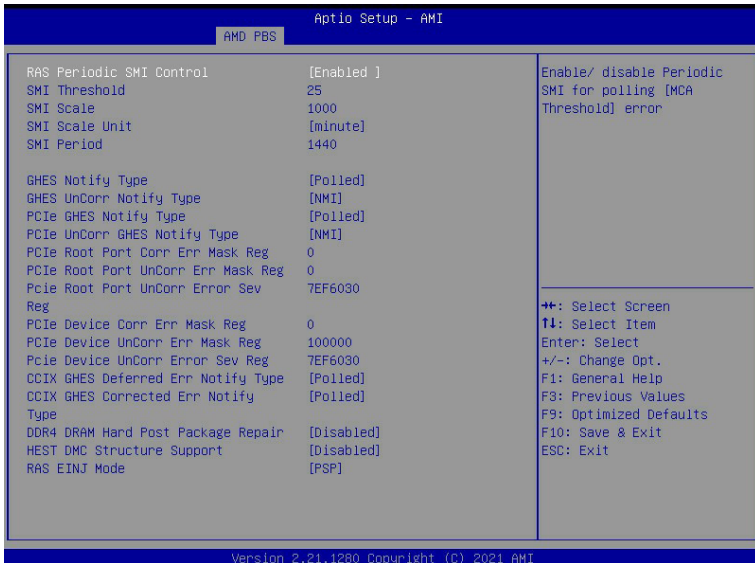 Aptio Setup – AMI
AMD PBS
RAS Periodic SMI Control [Enabled ]
SMI Threshold 25
SMI Scale 1000
SMI Scale Unit [minute]
SMI Period 1440
GHES Notify Type [Polled]
GHES UnCorr Notify Type [NMI]
PCIe GHES Notify Type [Polled]
PCIe UnCorr GHES Notify Type [NMI]
PCIe Root Port Corr Err Mask Reg 0
PCIe Root Port UnCorr Err Mask Reg 0
Pcie Root Port UnCorr Error Sev 7EF6030
Reg
PCIe Device Corr Err Mask Reg 0
PCIe Device UnCorr Err Mask Reg 100000
Pcie Device UnCorr Error Sev Reg 7EF6030
CCIX GHES Deferred Err Notify Type [Polled]
CCIX GHES Corrected Err Notify [Polled]
Type
DDR4 DRAM Hard Post Package Repair [Disabled]
HEST DMC Structure Support [Disabled]
RAS EINJ Mode [PSP]
Enable/ disable Periodic
SMI for polling [MCA
Threshold] error
→←: Select Screen
↑↓: Select Item
Enter: Select
+/-: Change Opt.
F1: General Help
F3: Previous Values
F9: Optimized Defaults
F10: Save & Exit
ESC: Exit
Version 2.21.1280 Copyright (C) 2021 AMI